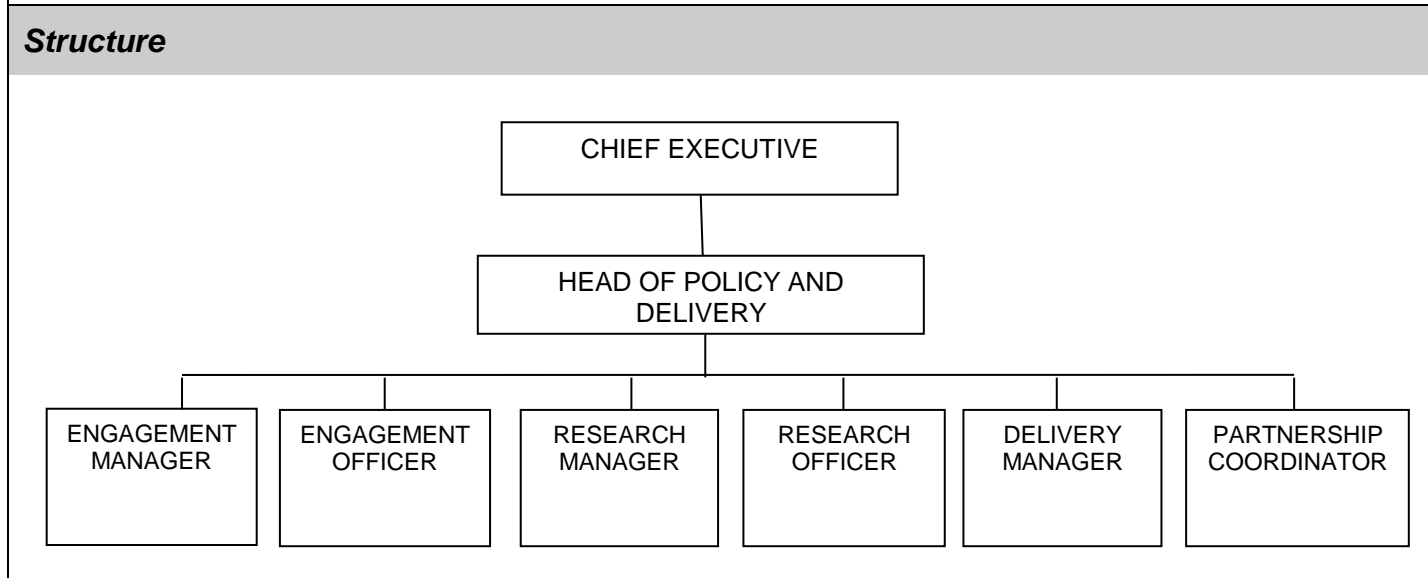 Structure
CHIEF EXECUTIVE
HEAD OF POLICY AND
DELIVERY
ENGAGEMENT
MANAGER
ENGAGEMENT
OFFICER
RESEARCH
MANAGER
RESEARCH
OFFICER
DELIVERY
MANAGER
PARTNERSHIP
COORDINATOR